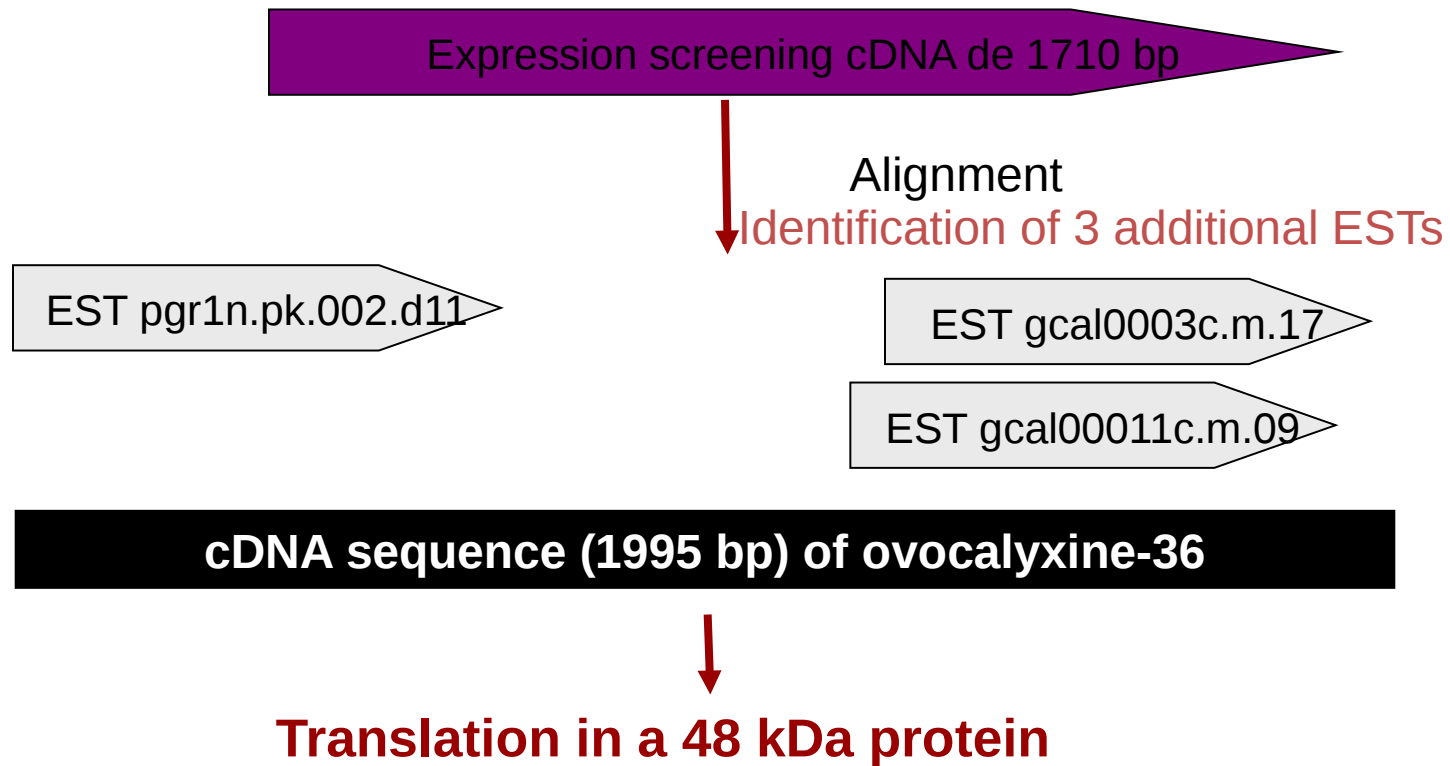 Expression screening cDNA de 1710 bp
Alignment
Identification of 3 additional ESTs
EST pgr1n.pk.002.d11
EST gcal0003c.m.17
EST gcal00011c.m.09
cDNA sequence (1995 bp) of ovocalyxine-36
Translation in a 48 kDa protein